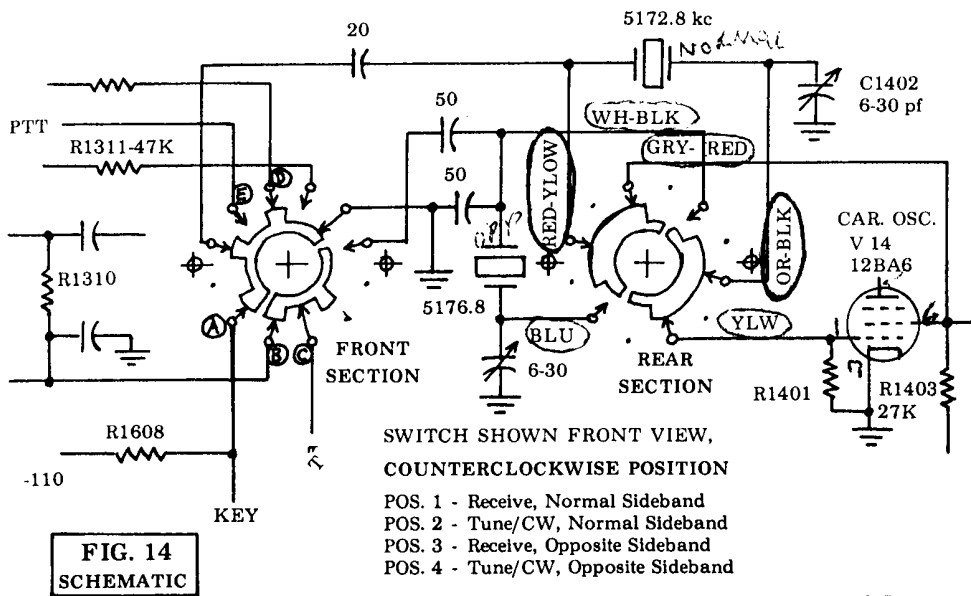 5172.8 kc
20
NORMAL
C1402
6-30 pf
PTT
50
WH-BLK
R1311-47K
GRY-RED
D
50
E
RED-YLOW
OR-BLK
CAR. OSC.
V 14
12BA6
R1310
5176.8
A
BLU
YLW
B
C
FRONT
SECTION
6-30
REAR
SECTION
R1401
3
R1403
27K
R1608
-110
KEY
SWITCH SHOWN FRONT VIEW,
COUNTERCLOCKWISE POSITION
POS. 1 - Receive, Normal Sideband
POS. 2 - Tune/CW, Normal Sideband
POS. 3 - Receive, Opposite Sideband
POS. 4 - Tune/CW, Opposite Sideband
FIG. 14
SCHEMATIC